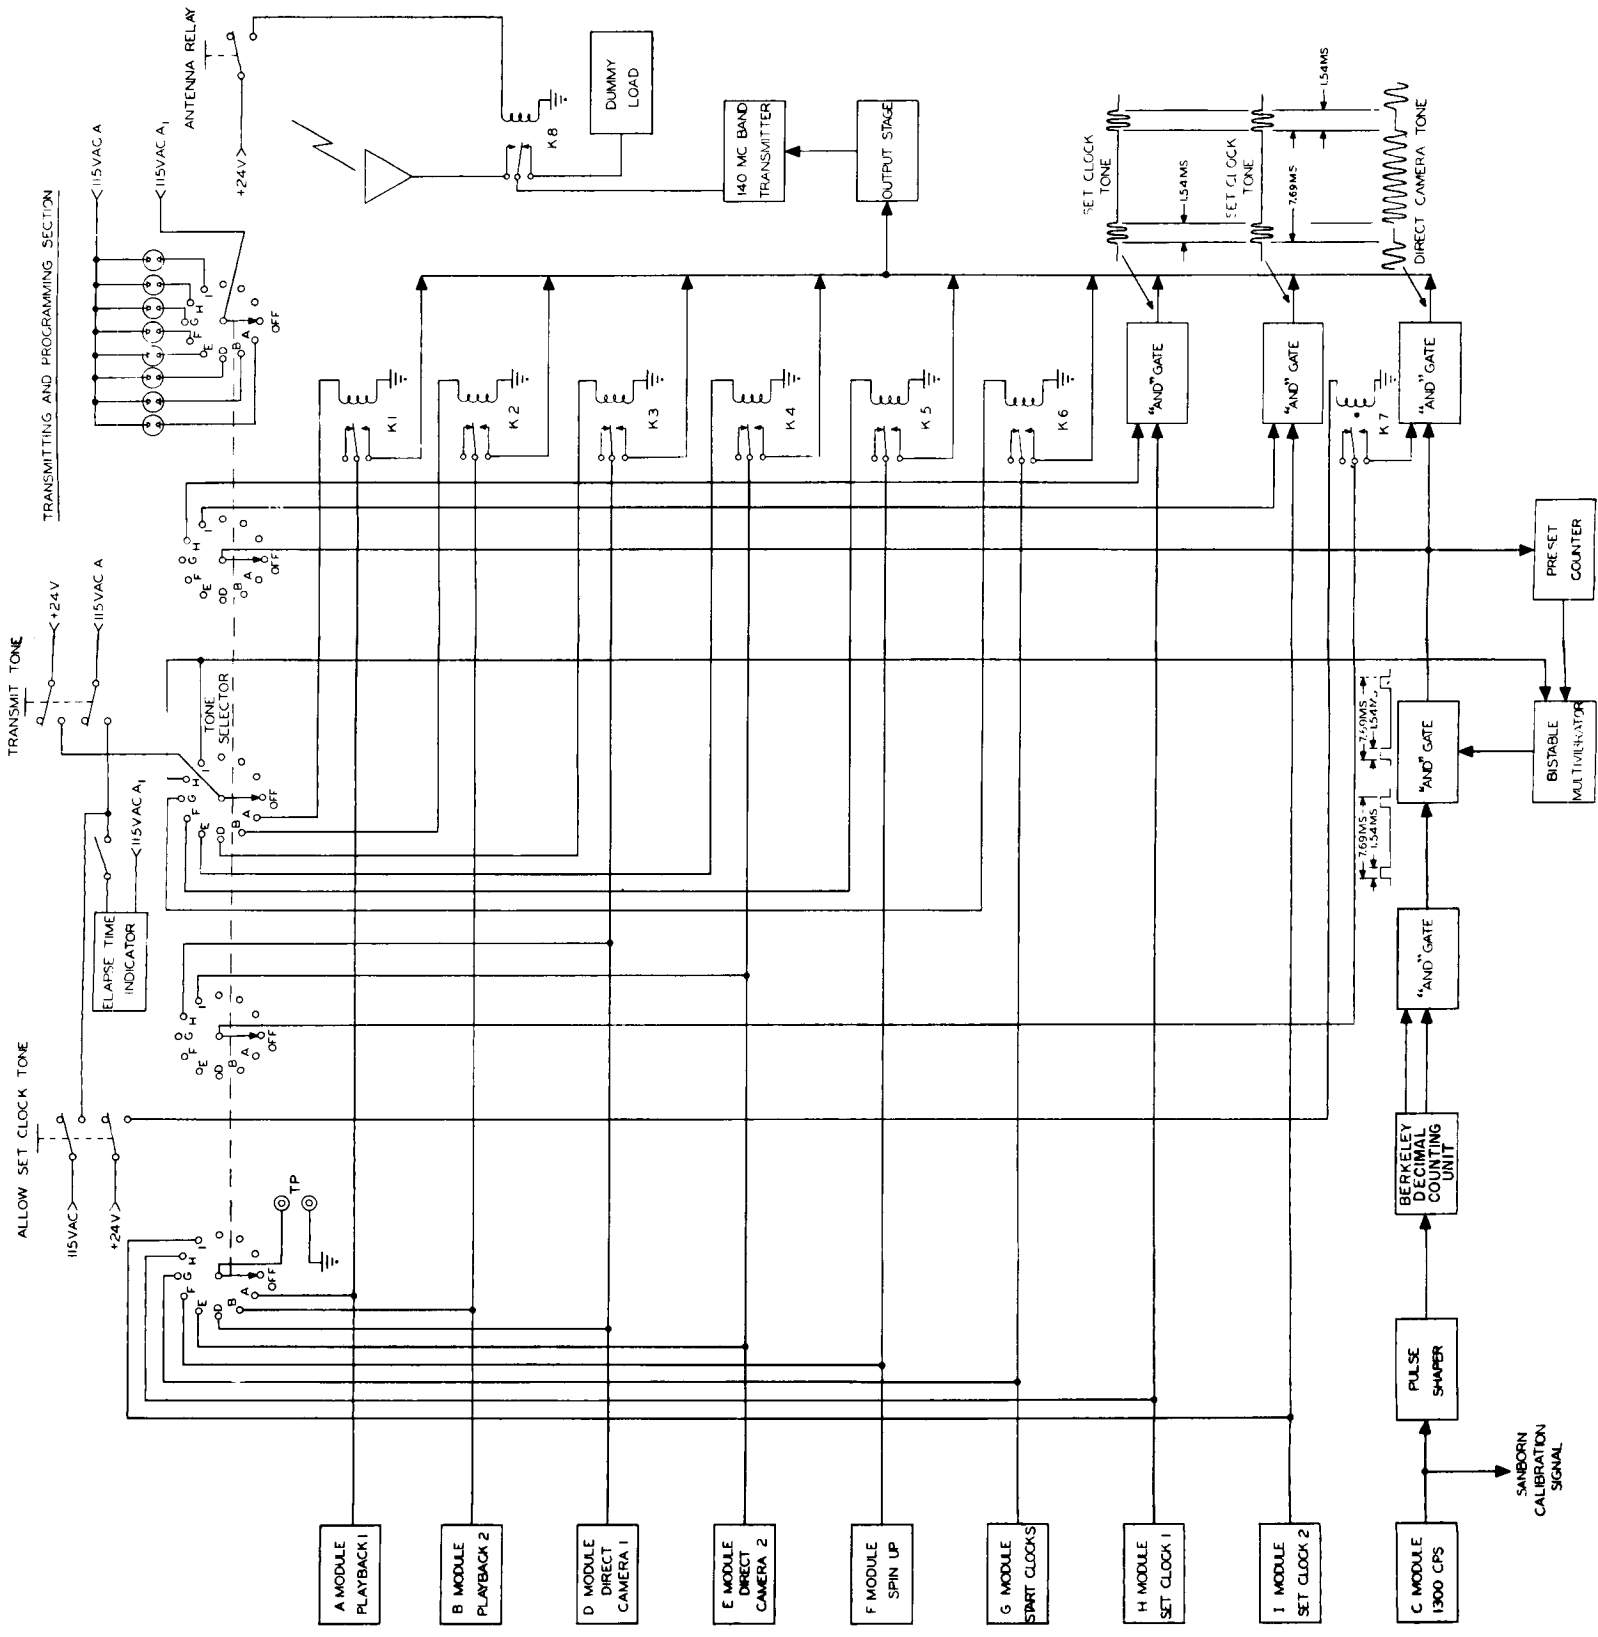 TRANSMITTING AND PROGRAMMING SECTION
ANTENNA RELAY
+24V
115VAC A
115VAC A1
A
B
D
E
F
G
H
I
OFF
K8
DUMMY
LOAD
140 MC BAND
TRANSMITTER
OUTPUT STAGE
SET CLOCK
TONE
1.54MS
SET CLOCK
TONE
7.69MS
1.54MS
DIRECT CAMERA TONE
TRANSMIT TONE
+24V
115VAC A
A
B
D
E
F
G
H
I
OFF
K1
K2
K3
K4
K5
K6
"AND" GATE
"AND" GATE
K7
"AND" GATE
PRESET
COUNTER
TONE
SELECTOR
A
B
D
E
F
G
H
I
OFF
ELAPSE TIME
INDICATOR
115VAC A1
7.69MS
1.54MS
7.69MS
1.54MS
"AND" GATE
BISTABLE
MULTIVIBRATOR
"AND" GATE
ALLOW SET CLOCK TONE
115VAC
+24V
A
B
D
E
F
G
H
I
OFF
BERKELEY
DECIMAL
COUNTING
UNIT
A
B
D
E
F
G
H
I
OFF
TP
PULSE
SHAPER
SANBORN
CALIBRATION
SIGNAL
A MODULE
PLAYBACK 1
B MODULE
PLAYBACK 2
D MODULE
DIRECT
CAMERA 1
E MODULE
DIRECT
CAMERA 2
F MODULE
SPIN UP
G MODULE
START CLOCKS
H MODULE
SET CLOCK 1
I MODULE
SET CLOCK 2
C MODULE
1300 CPS